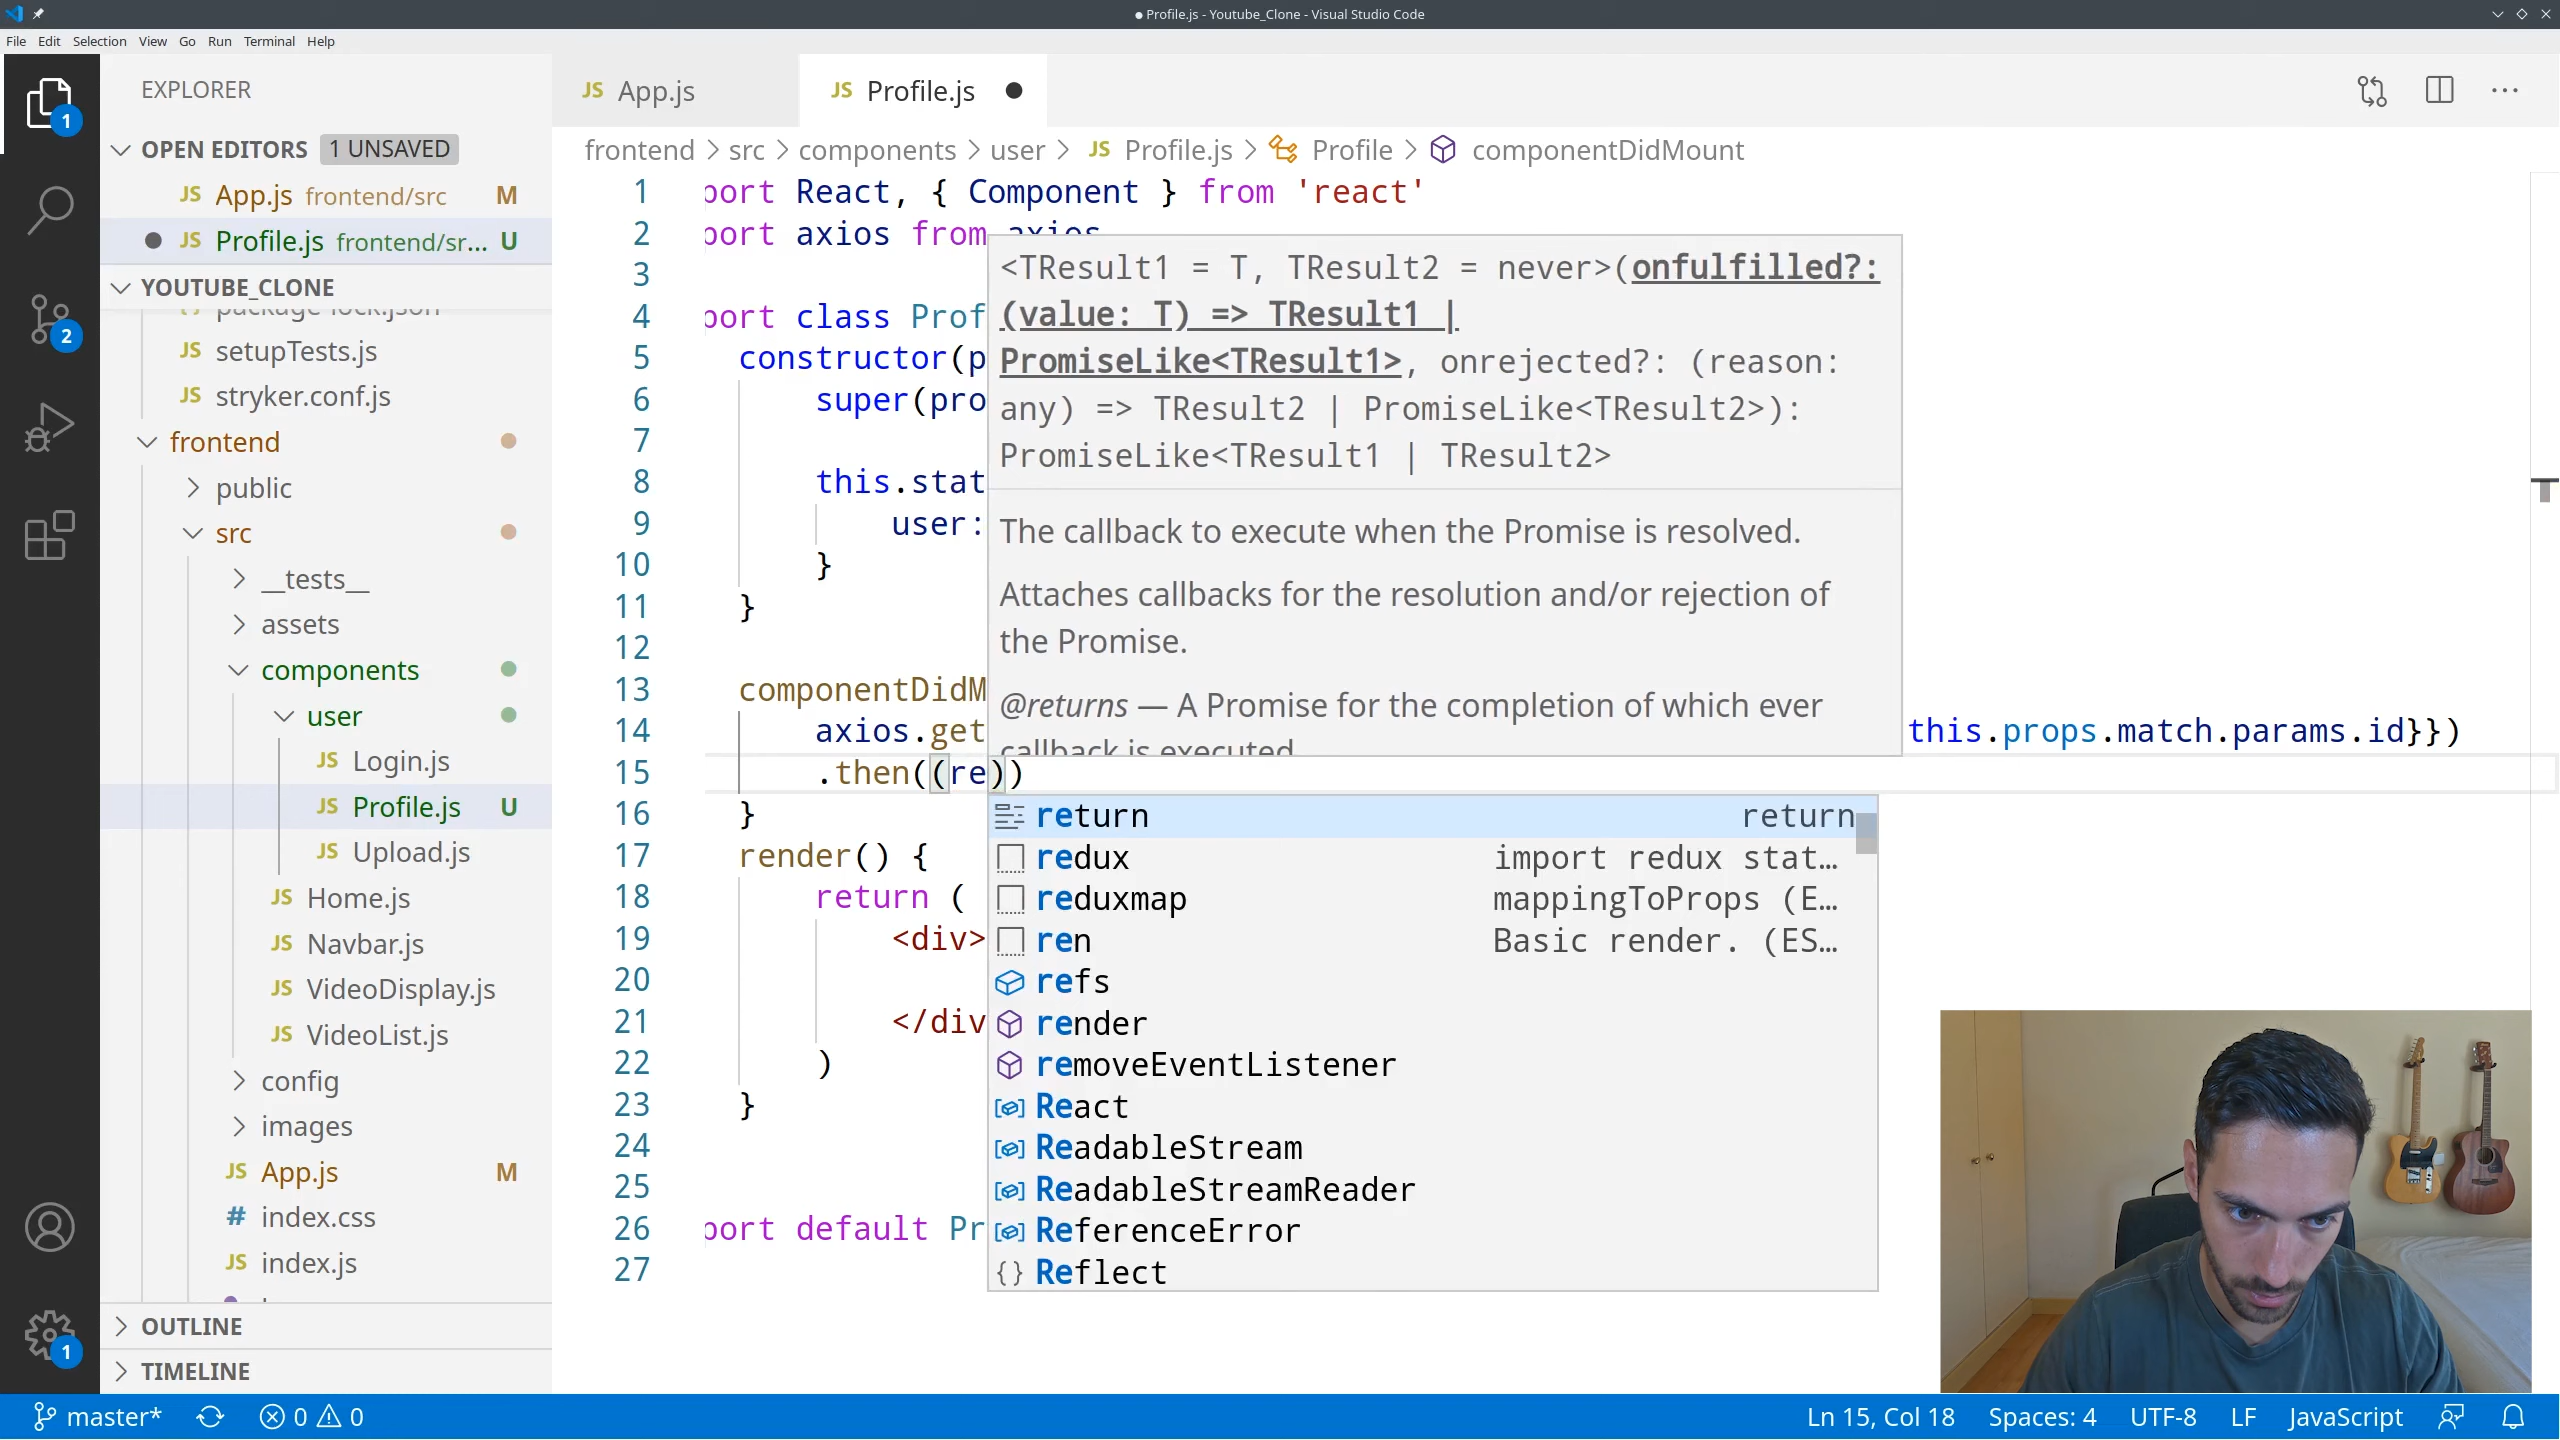 Profile.js - Youtube_Clone - Visual Studio Code
File Edit Selection View Go Run Terminal Help
EXPLORER
OPEN EDITORS 1 UNSAVED
JS App.js frontend/src M
JS Profile.js frontend/sr... U
YOUTUBE_CLONE
package-lock.json
JS setupTests.js
JS stryker.conf.js
frontend
public
src
__tests__
assets
components
user
JS Login.js
JS Profile.js U
JS Upload.js
JS Home.js
JS Navbar.js
JS VideoDisplay.js
JS VideoList.js
config
images
JS App.js M
# index.css
JS index.js
OUTLINE
TIMELINE
1
2
1
JS App.js
JS Profile.js
frontend > src > components > user > JS Profile.js > Profile > componentDidMount
1 port React, { Component } from 'react'
2 port axios from axios
3
4 port class Prof
5 constructor(p
6 super(pro
7
8 this.stat
9 user:
10 }
11 }
12
13 componentDidM
14 axios.get this.props.match.params.id}})
15 .then((re))
16 }
17 render() {
18 return (
19 <div>
20
21 </div
22 )
23 }
24
25
26 port default Pr
27
<TResult1 = T, TResult2 = never>(onfulfilled?:
(value: T) => TResult1 |
PromiseLike<TResult1>, onrejected?: (reason:
any) => TResult2 | PromiseLike<TResult2>):
PromiseLike<TResult1 | TResult2>
The callback to execute when the Promise is resolved.
Attaches callbacks for the resolution and/or rejection of
the Promise.
@returns — A Promise for the completion of which ever
callback is executed.
return return
redux import redux stat…
reduxmap mappingToProps (E…
ren Basic render. (ES…
refs
render
removeEventListener
React
ReadableStream
ReadableStreamReader
ReferenceError
{} Reflect
master* 0 0 Ln 15, Col 18 Spaces: 4 UTF-8 LF JavaScript